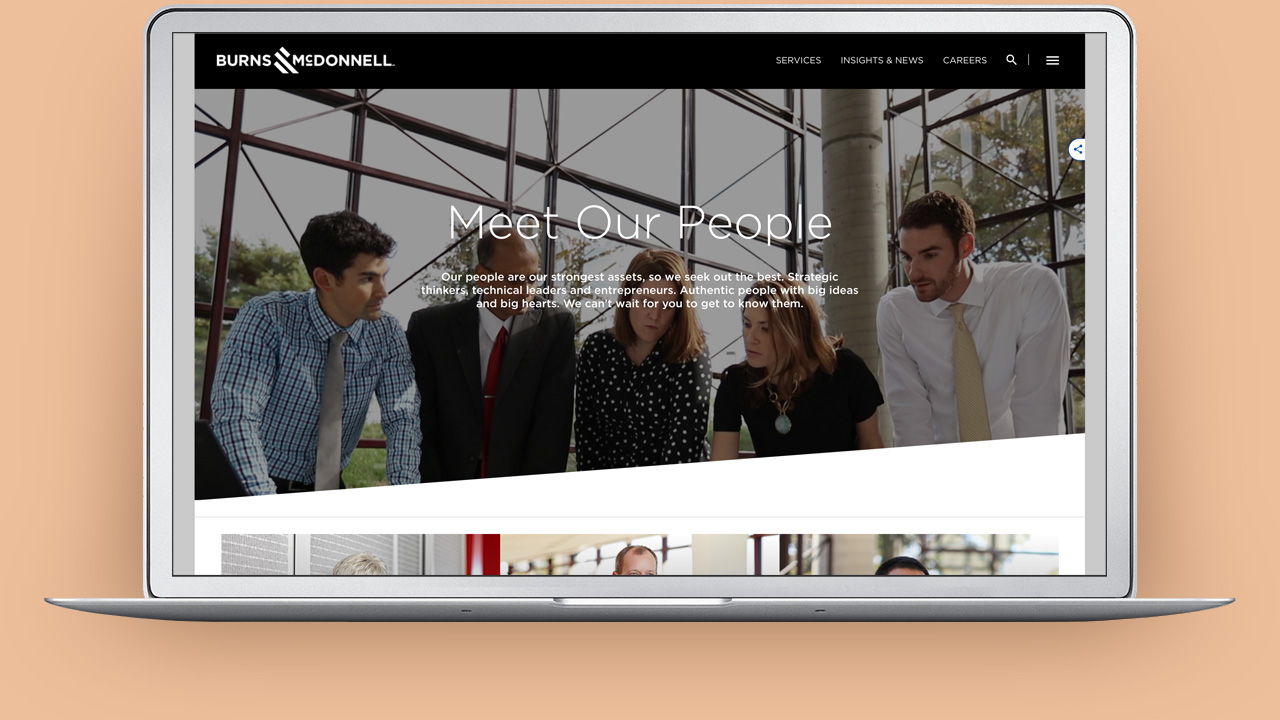 BURNS McDONNELL
SERVICES
INSIGHTS & NEWS
CAREERS
Meet Our People
Our people are our strongest assets, so we seek out the best. Strategic
thinkers, technical leaders and entrepreneurs. Authentic people with big ideas
and big hearts. We can't wait for you to get to know them.